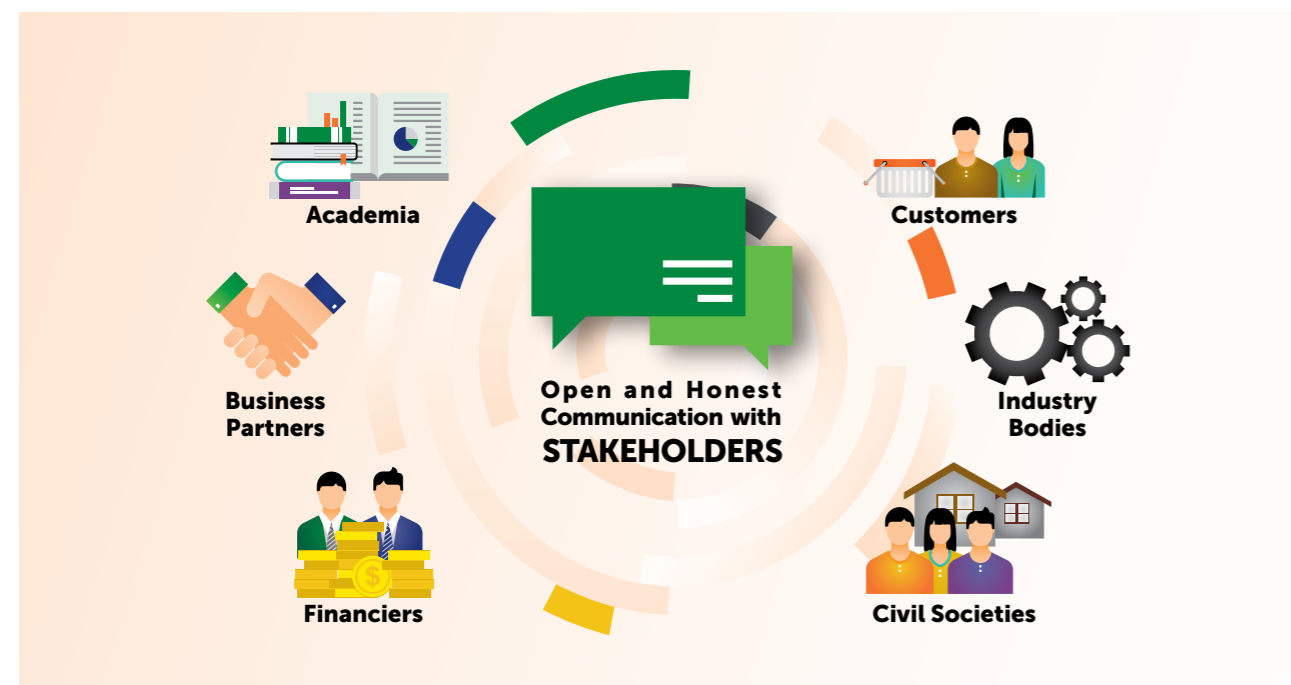 Academia
Customers
Business
Partners
Open and Honest
Communication with
STAKEHOLDERS
Industry
Bodies
Financiers
$
Civil Societies